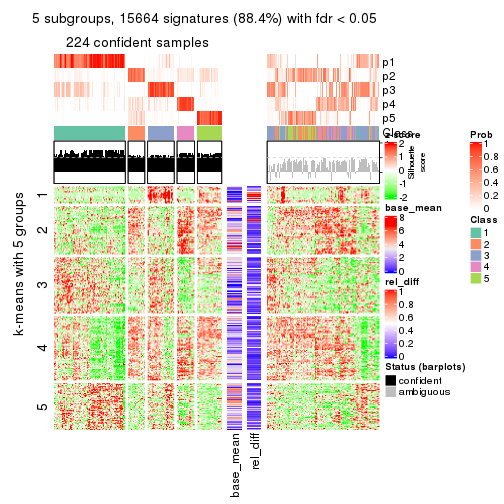 5 subgroups, 15664 signatures (88.4%) with fdr < 0.05
224 confident samples
p1
p2
p3
p4
p5
Class
z-score
2
1
0
-1
-2
Silhouette
score
Prob
1
0.8
0.6
0.4
0.2
0
base_mean
8
6
4
2
0
Class
1
2
3
4
5
rel_diff
1
0.8
0.6
0.4
0.2
0
Status (barplots)
confident
ambiguous
k-means with 5 groups
1
2
3
4
5
base_mean
rel_diff